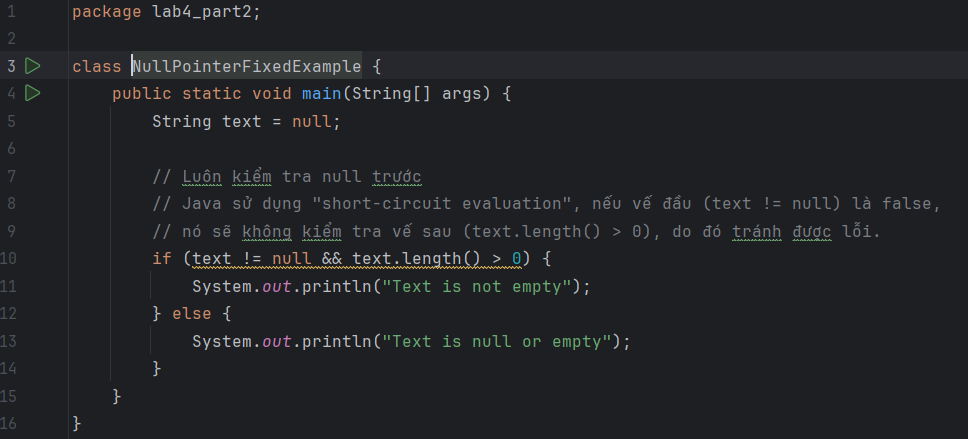 1 package lab4_part2;
2
3 class NullPointerFixedExample {
4     public static void main(String[] args) {
5         String text = null;
6
7         // Luôn kiểm tra null trước
8         // Java sử dụng "short-circuit evaluation", nếu vế đầu (text != null) là false,
9         // nó sẽ không kiểm tra vế sau (text.length() > 0), do đó tránh được lỗi.
10         if (text != null && text.length() > 0) {
11             System.out.println("Text is not empty");
12         } else {
13             System.out.println("Text is null or empty");
14         }
15     }
16 }